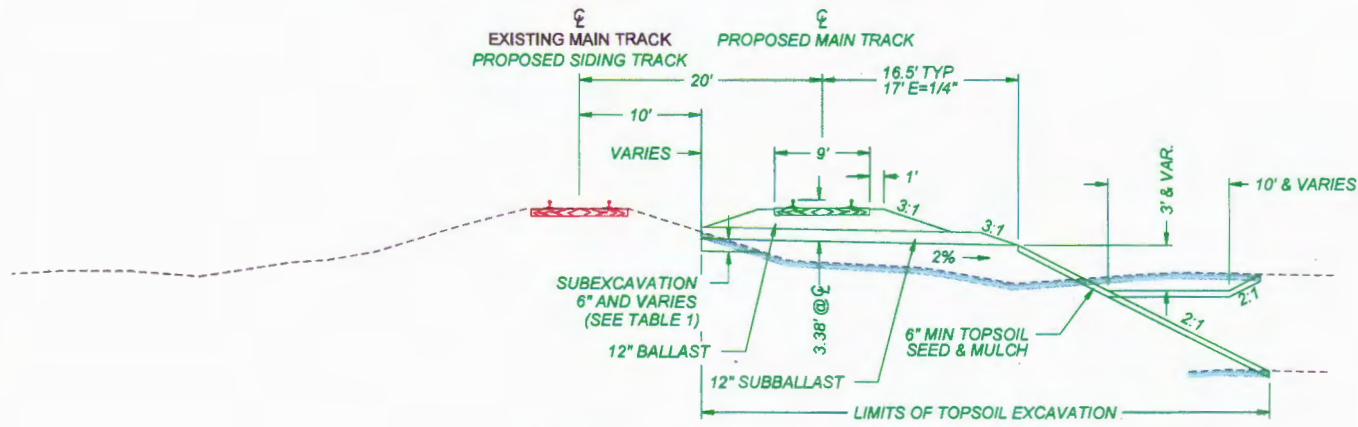 ℄ ℄
EXISTING MAIN TRACK PROPOSED MAIN TRACK
PROPOSED SIDING TRACK
20'
16.5' TYP
17' E=1/4"
10'
VARIES
9'
1'
3' & VAR.
10' & VARIES
3:1
3:1
2%
SUBEXCAVATION
6" AND VARIES
(SEE TABLE 1)
3.38' @ ℄
12" BALLAST
12" SUBBALLAST
6" MIN TOPSOIL
SEED & MULCH
2:1
2:1
LIMITS OF TOPSOIL EXCAVATION